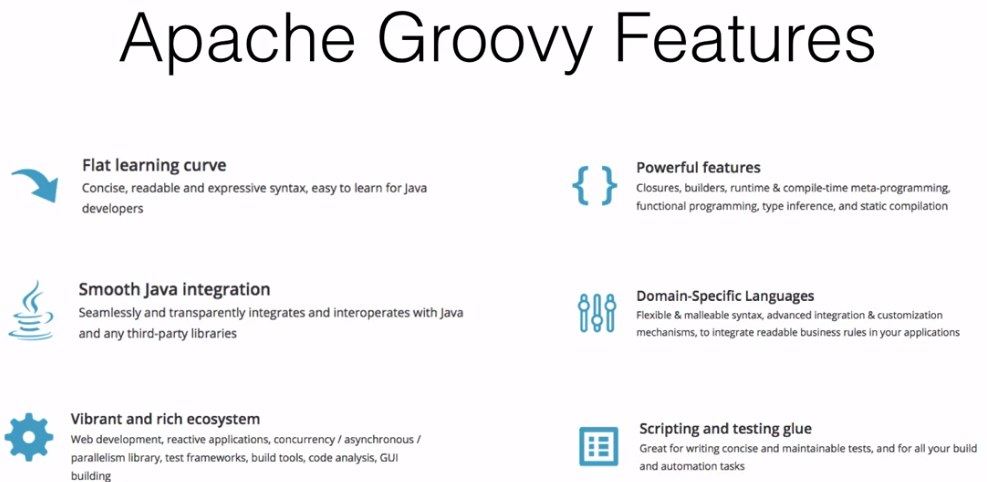 Apache Groovy Features
Flat learning curve
Concise, readable and expressive syntax, easy to learn for Java
developers
Powerful features
Closures, builders, runtime & compile-time meta-programming,
functional programming, type inference, and static compilation
Smooth Java integration
Seamlessly and transparently integrates and interoperates with Java
and any third-party libraries
Domain-Specific Languages
Flexible & malleable syntax, advanced integration & customization
mechanisms, to integrate readable business rules in your applications
Vibrant and rich ecosystem
Web development, reactive applications, concurrency / asynchronous /
parallelism library, test frameworks, build tools, code analysis, GUI
building
Scripting and testing glue
Great for writing concise and maintainable tests, and for all your build
and automation tasks
Java